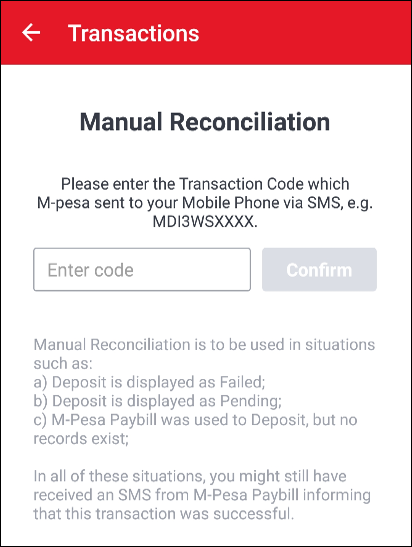 Transactions
Manual Reconciliation
Please enter the Transaction Code which
M-pesa sent to your Mobile Phone via SMS, e.g.
MDI3WSXXXX.
Enter code Confirm
Manual Reconciliation is to be used in situations
such as:
a) Deposit is displayed as Failed;
b) Deposit is displayed as Pending;
c) M-Pesa Paybill was used to Deposit, but no
records exist;
In all of these situations, you might still have
received an SMS from M-Pesa Paybill informing
that this transaction was successful.